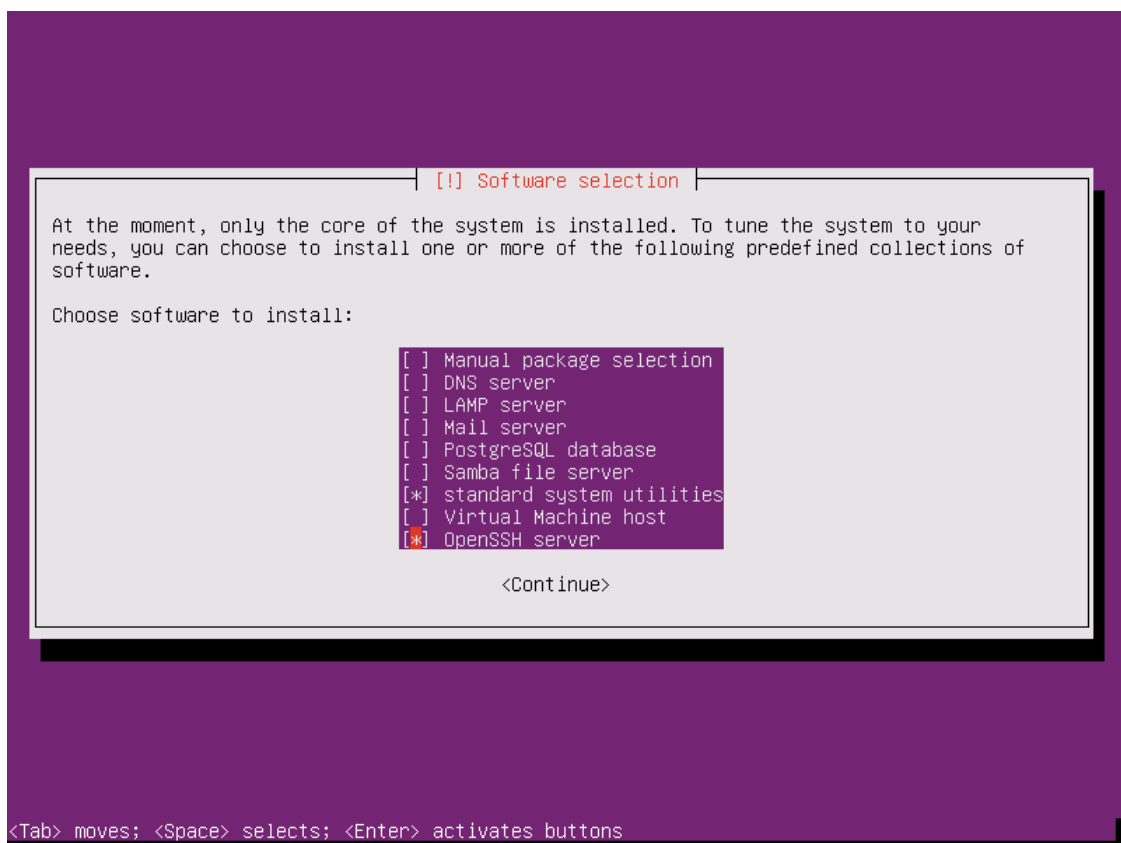 [!] Software selection
At the moment, only the core of the system is installed. To tune the system to your
needs, you can choose to install one or more of the following predefined collections of
software.
Choose software to install:
[ ] Manual package selection
[ ] DNS server
[ ] LAMP server
[ ] Mail server
[ ] PostgreSQL database
[ ] Samba file server
[*] standard system utilities
[ ] Virtual Machine host
[*] OpenSSH server
<Continue>
<Tab> moves; <Space> selects; <Enter> activates buttons